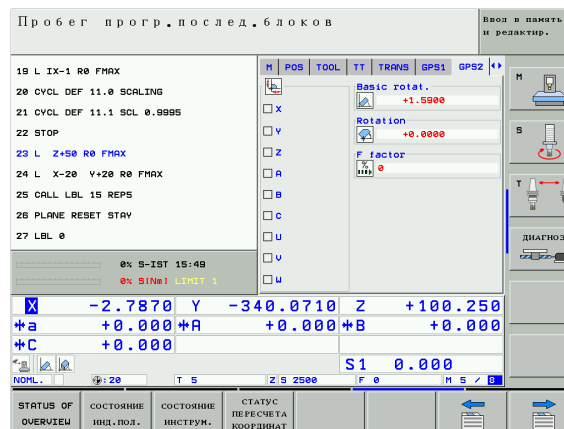 Пробег прогр.послед.блоков
Ввод в память
и редактир.
19 L IX-1 R0 FMAX
20 CYCL DEF 11.0 SCALING
21 CYCL DEF 11.1 SCL 0.9995
22 STOP
23 L Z+50 R0 FMAX
24 L X-20 Y+20 R0 FMAX
25 CALL LBL 15 REP5
26 PLANE RESET STAY
27 LBL 0
0% S-IST 15:49
0% S[Nm] LIMIT 1
M POS TOOL TT TRANS GPS1 GPS2
X
Y
Z
A
B
C
U
V
W
Basic rotat.
+1.5900
Rotation
+0.0000
F factor
0
M
S
T
ДИАГНОЗ
X -2.7870 Y -340.0710 Z +100.250
a +0.000 A +0.000 B +0.000
C +0.000
S1 0.000
NOML. : 20 T 5 Z S 2500 F 0 M 5 / 8
STATUS OF
OVERVIEW
СОСТОЯНИЕ
ИНД.ПОЛ.
СОСТОЯНИЕ
ИНСТРУМ.
СТАТУС
ПЕРЕСЧЕТА
КООРДИНАТ